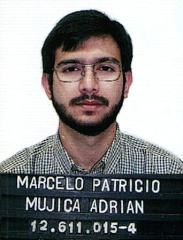 MARCELO PATRICIO
MUJICA ADRIAN
12.611.015-4